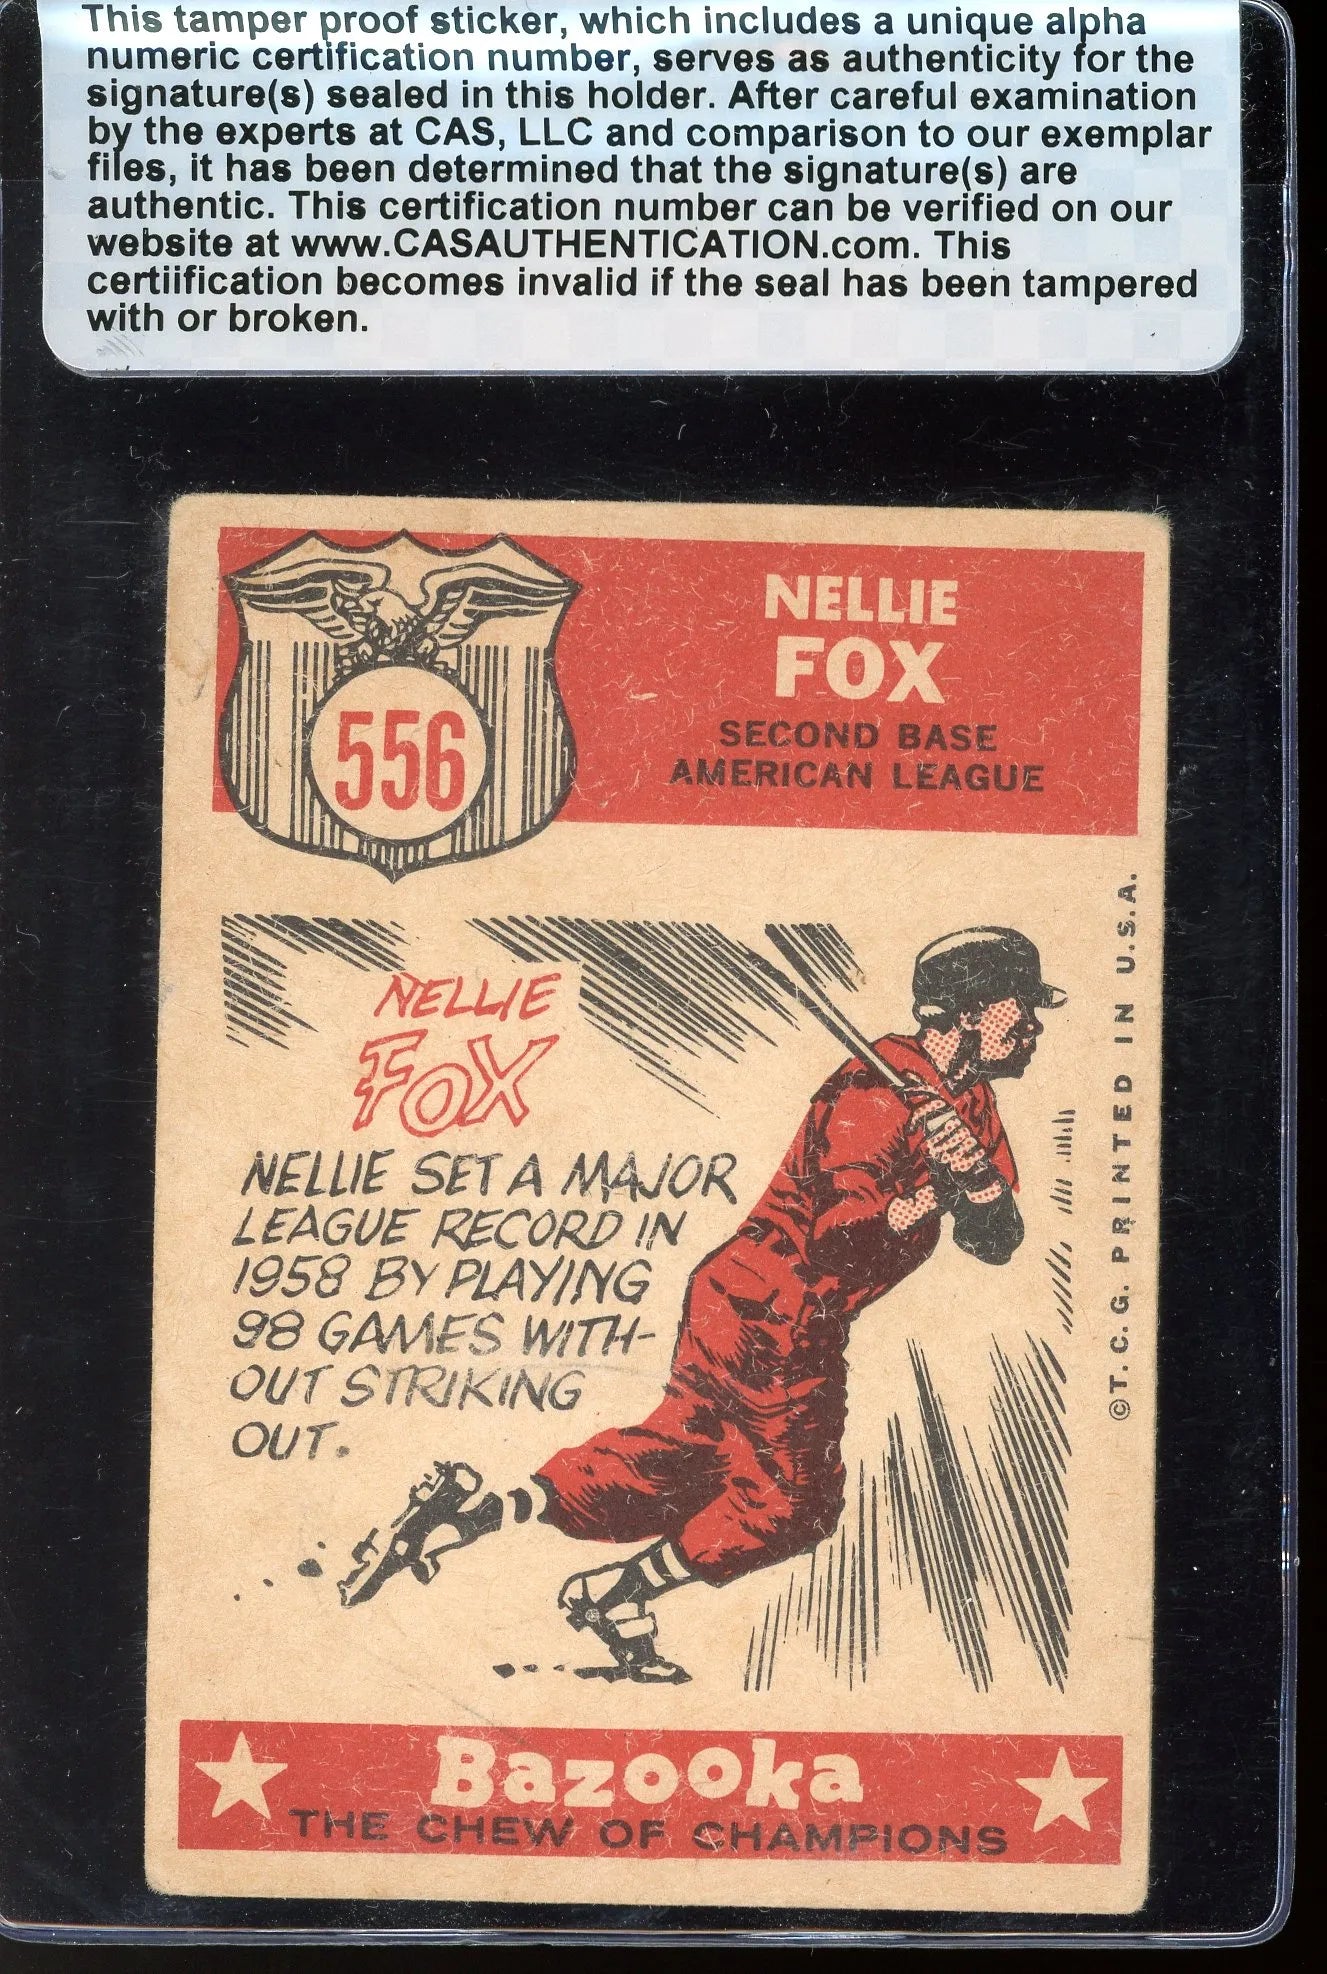 This tamper proof sticker, which includes a unique alpha
numeric certification number, serves as authenticity for the
signature(s) sealed in this holder. After careful examination
by the experts at CAS, LLC and comparison to our exemplar
files, it has been determined that the signature(s) are
authentic. This certification number can be verified on our
website at www.CASAUTHENTICATION.com. This
certiification becomes invalid if the seal has been tampered
with or broken.
556
NELLIE
FOX
SECOND BASE
AMERICAN LEAGUE
NELLIE
FOX
NELLIE SET A MAJOR
LEAGUE RECORD IN
1958 BY PLAYING
98 GAMES WITH-
OUT STRIKING
OUT.
©T.C.G. PRINTED IN U.S.A.
Bazooka
THE CHEW OF CHAMPIONS